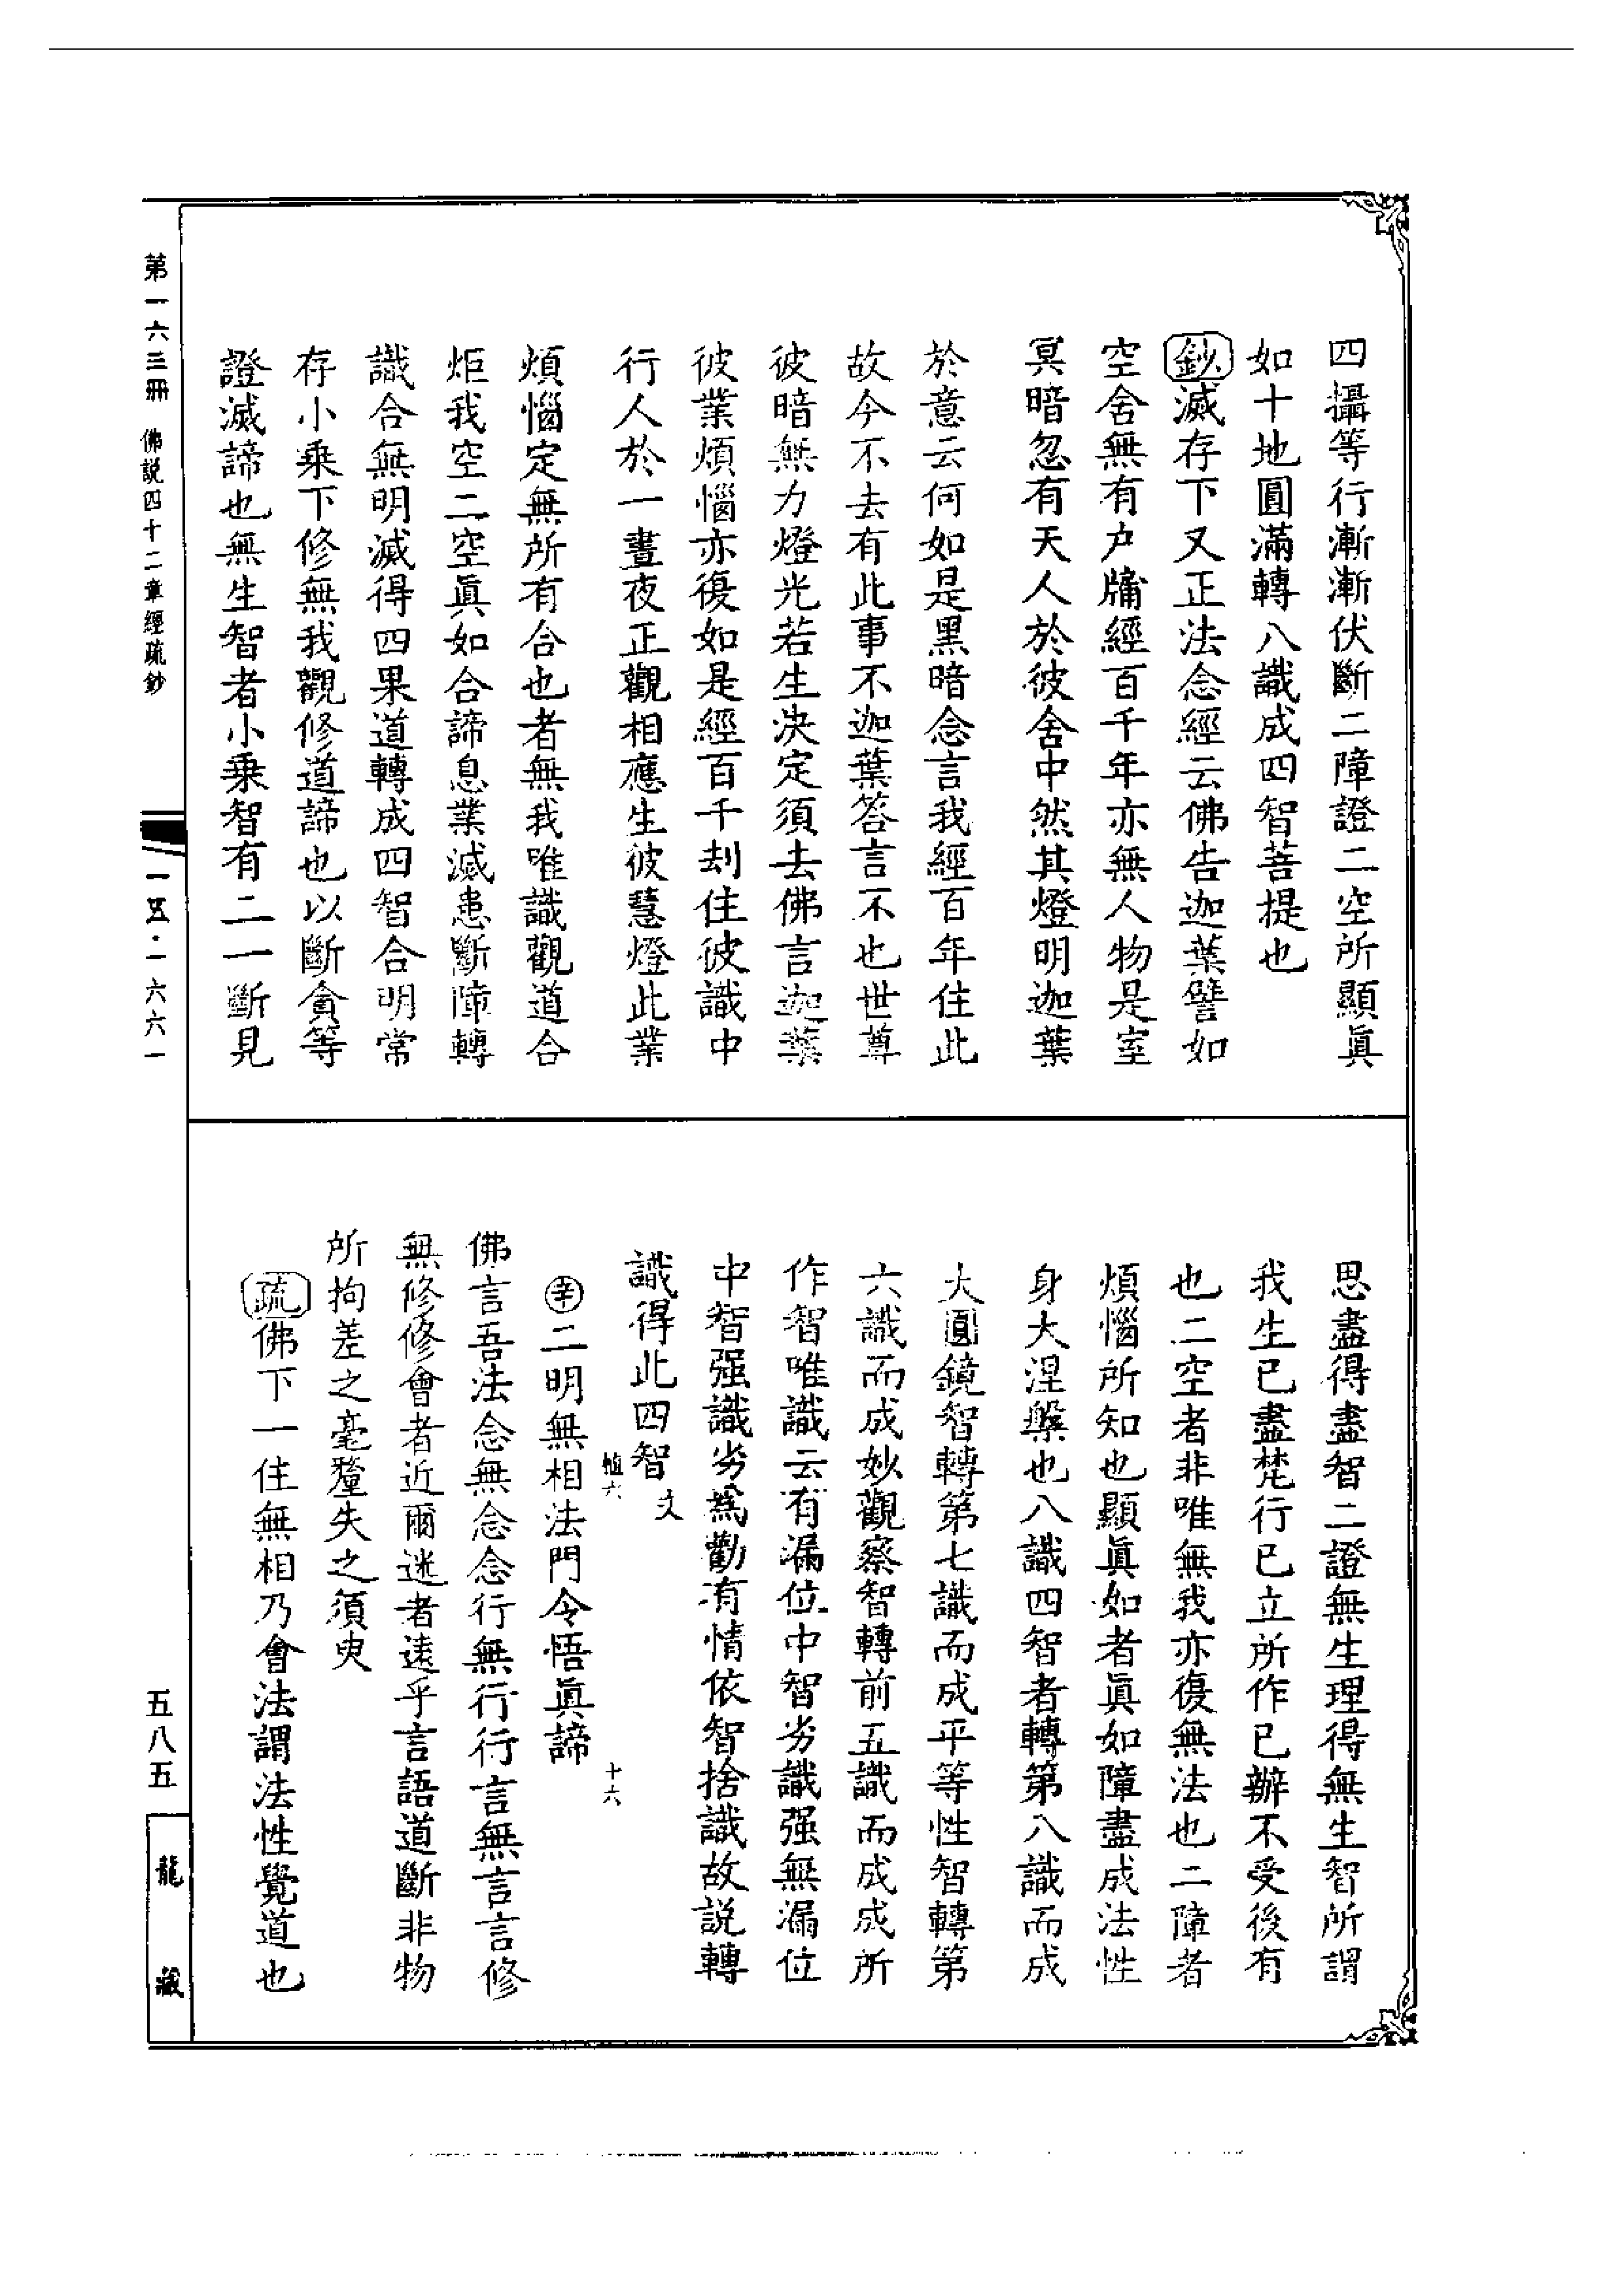 四攝等行漸漸伏斷二障證二空所顯眞
如十地圓滿轉八識成四智菩提也
鈔滅存下又正法念經云佛告迦葉譬如
空舍無有户牖經百千年亦無人物是室
冥暗忽有天人於彼舍中然其燈明迦葉
於意云何如是黑暗念言我經百年住此
故今不去有此事不迦葉答言不也世尊
彼暗無力燈光若生決定須去佛言迦葉
彼業煩惱亦復如是經百千刦住彼識中
行人於一晝夜正觀相應生彼慧燈此業
煩惱定無所有合也者無我唯識觀道合
炬我空二空眞如合諦息業滅恚斷障轉
識合無明滅得四果道轉成四智合明常
存小乘下修無我觀修道諦也以斷貪等
證滅諦也無生智者小乘智有二一斷見
思盡得盡智二證無生理得無生智所謂
我生已盡梵行已立所作已辦不受後有
也二空者非唯無我亦復無法也二障者
煩惱所知也顯眞如者眞如障盡成法性
身大涅槃也八識四智者轉第八識而成
大圓鏡智轉第七識而成平等性智轉第
六識而成妙觀察智轉前五識而成成所
作智唯識云有漏位中智劣識强無漏位
中智强識劣爲勸有情依智捨識故説轉
識得此四智文
植六 十六
辛二明無相法門令悟眞諦
佛言吾法念無念念行無行行言無言言修
無修修會者近爾迷者遠乎言語道斷非物
所拘差之毫釐失之須臾
疏佛下一住無相乃會法謂法性覺道也
第一六三冊 佛説四十二章經疏鈔
一五·一六六一
五八五
龍藏